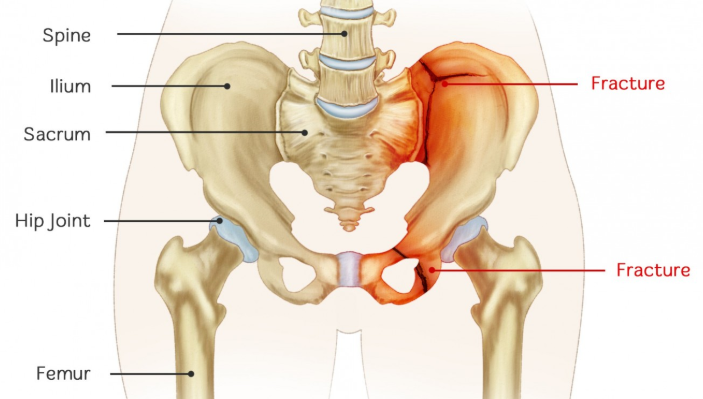 Spine
Ilium
Fracture
Sacrum
Hip Joint
Fracture
Femur